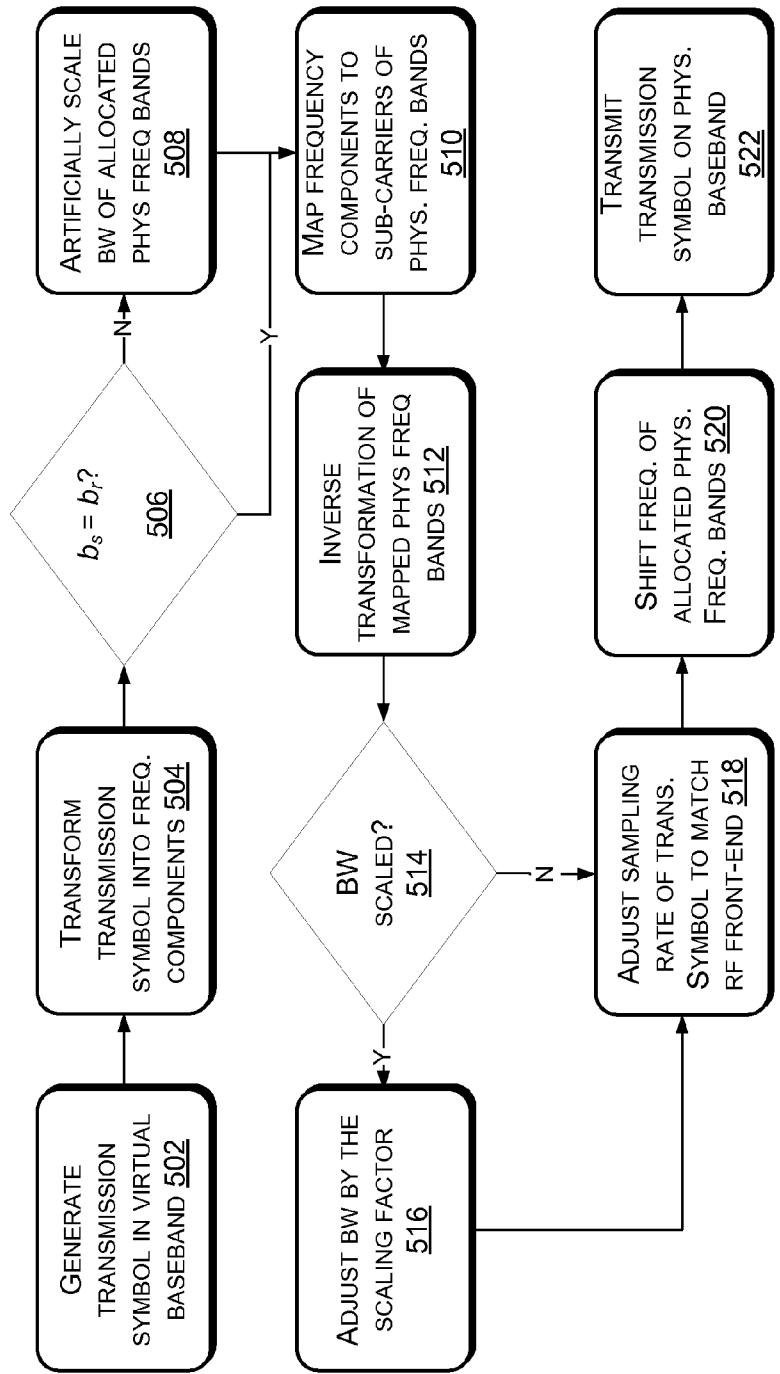 GENERATE
TRANSMISSION
SYMBOL IN VIRTUAL
BASEBAND 502
TRANSFORM
TRANSMISSION
SYMBOL INTO FREQ.
COMPONENTS 504
bs = br?
506
N
Y
ARTIFICIALLY SCALE
BW OF ALLOCATED
PHYS FREQ BANDS
508
MAP FREQUENCY
COMPONENTS TO
SUB-CARRIERS OF
PHYS. FREQ. BANDS
510
INVERSE
TRANSFORMATION OF
MAPPED PHYS FREQ
BANDS 512
BW
SCALED?
514
Y
N
ADJUST BW BY THE
SCALING FACTOR
516
ADJUST SAMPLING
RATE OF TRANS.
SYMBOL TO MATCH
RF FRONT-END 518
SHIFT FREQ. OF
ALLOCATED PHYS.
FREQ. BANDS 520
TRANSMIT
TRANSMISSION
SYMBOL ON PHYS.
BASEBAND
522